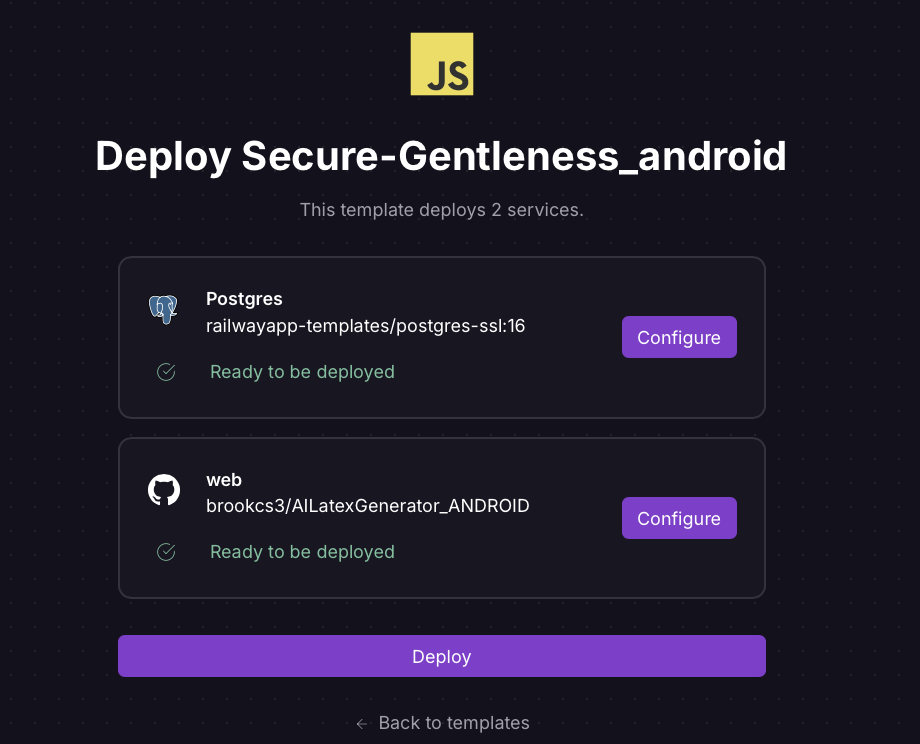 JS
Deploy Secure-Gentleness_android
This template deploys 2 services.
Postgres
railwayapp-templates/postgres-ssl:16
Configure
Ready to be deployed
web
brookcs3/AILatexGenerator_ANDROID
Configure
Ready to be deployed
Deploy
← Back to templates